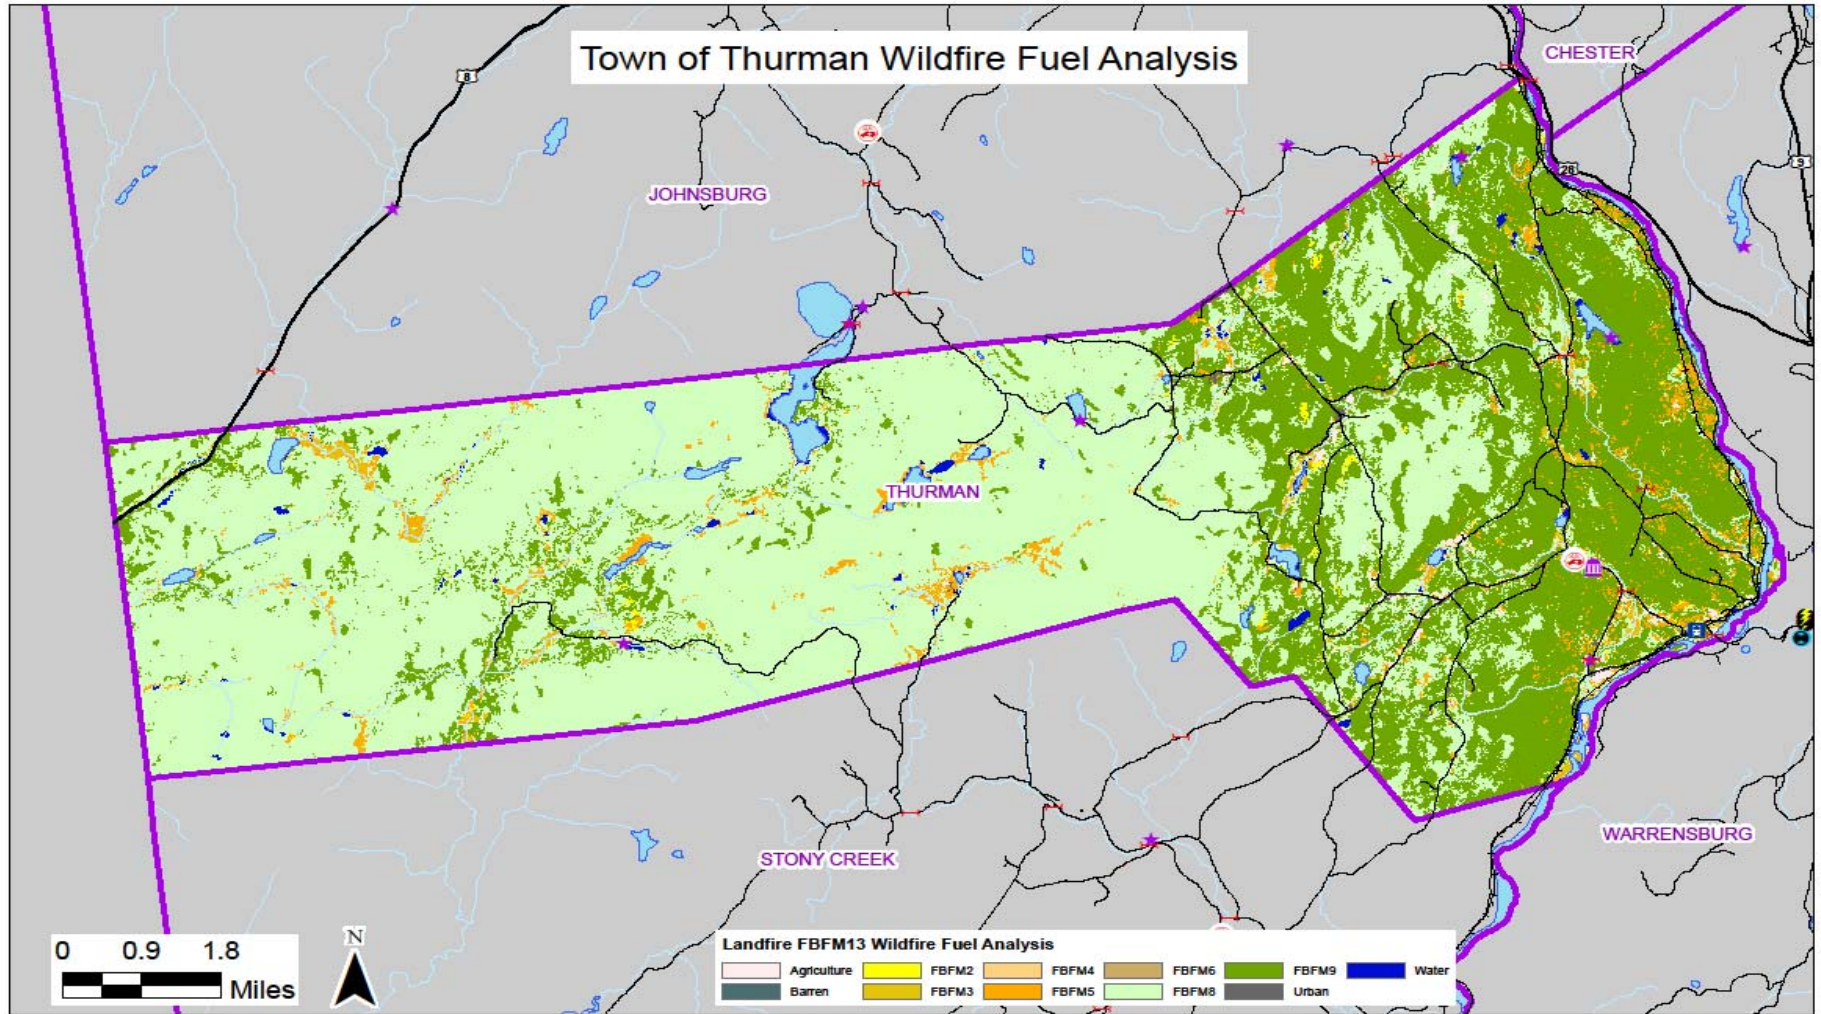 Town of Thurman Wildfire Fuel Analysis
CHESTER
8
9
28
JOHNSBURG
THURMAN
WARRENSBURG
STONY CREEK
0 0.9 1.8
Miles
N
Landfire FBFM13 Wildfire Fuel Analysis
Agriculture FBFM2 FBFM4 FBFM6 FBFM9 Water
Barren FBFM3 FBFM5 FBFM8 Urban